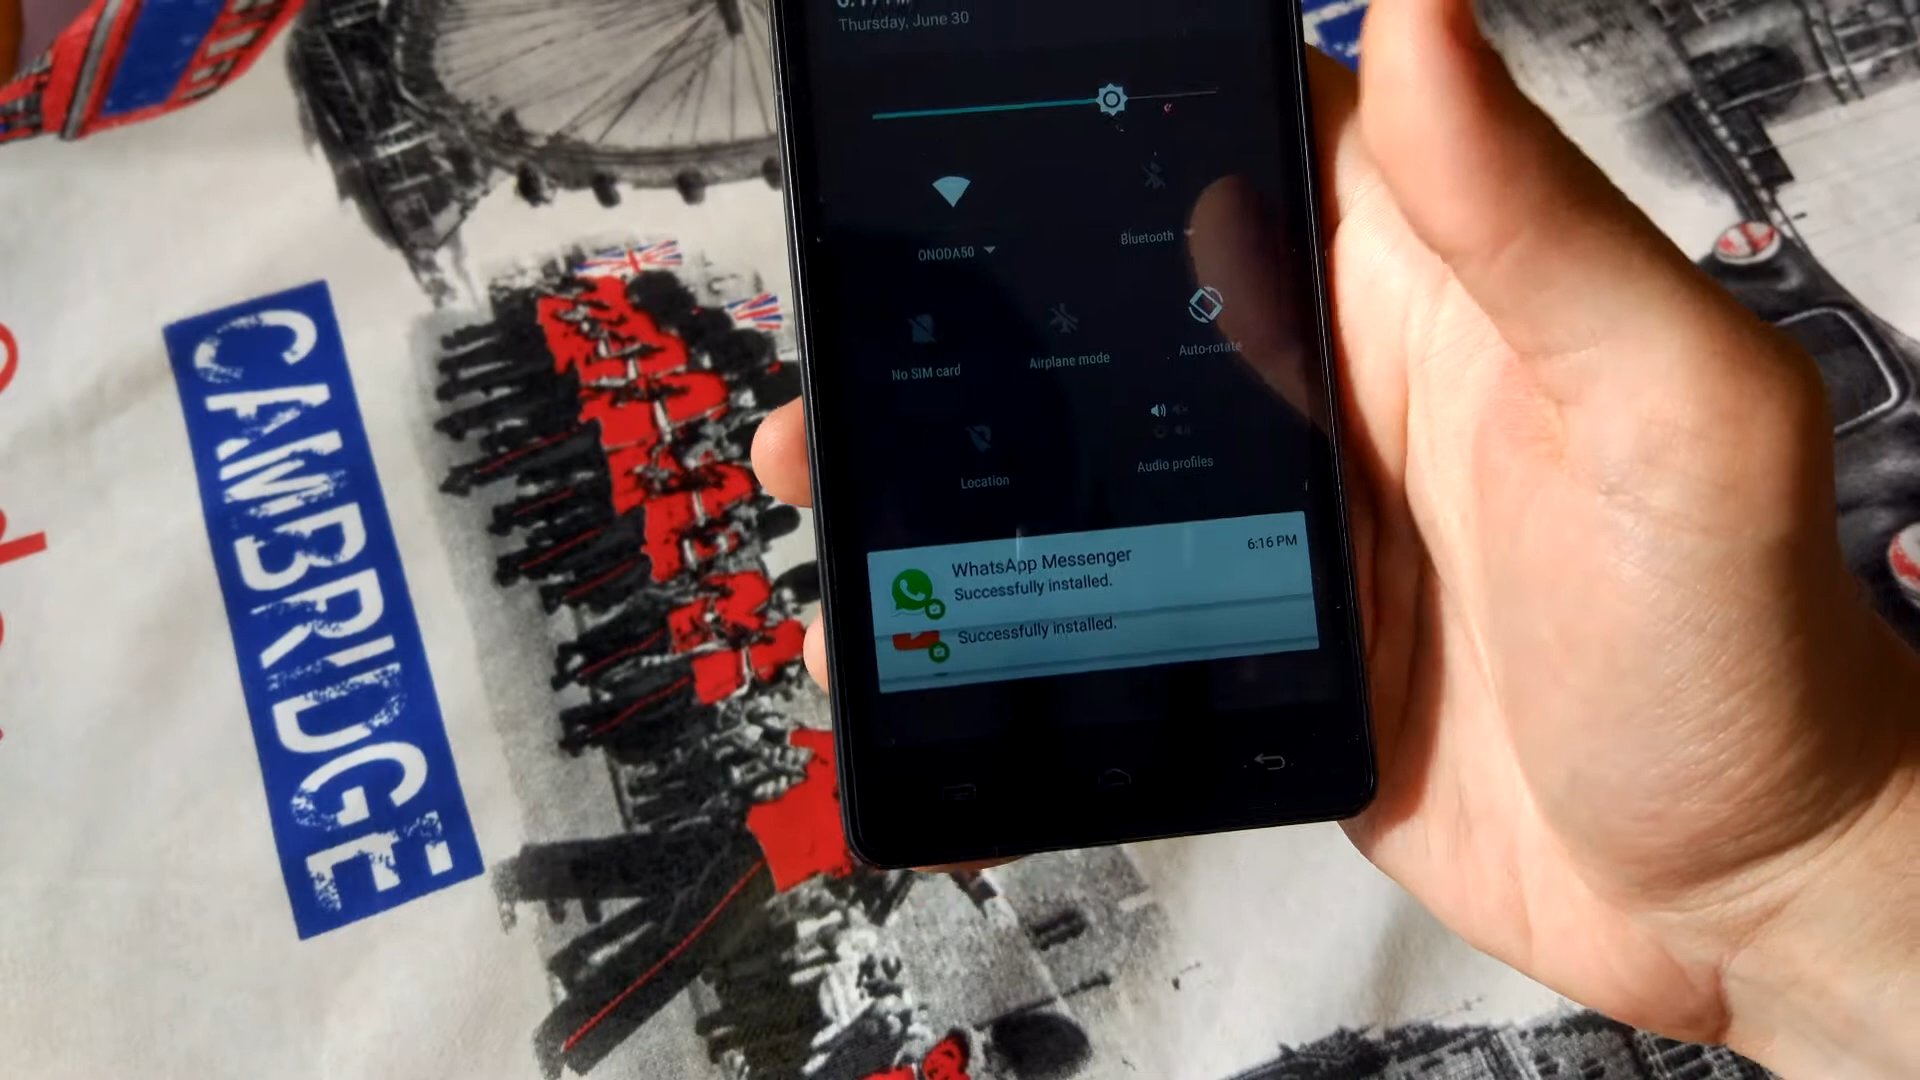 Thursday, June 30
ONODA50
Bluetooth
No SIM card
Airplane mode
Auto-rotate
Location
Audio profiles
WhatsApp Messenger
6:16 PM
Successfully installed.
Successfully installed.
CAMBRIDGE